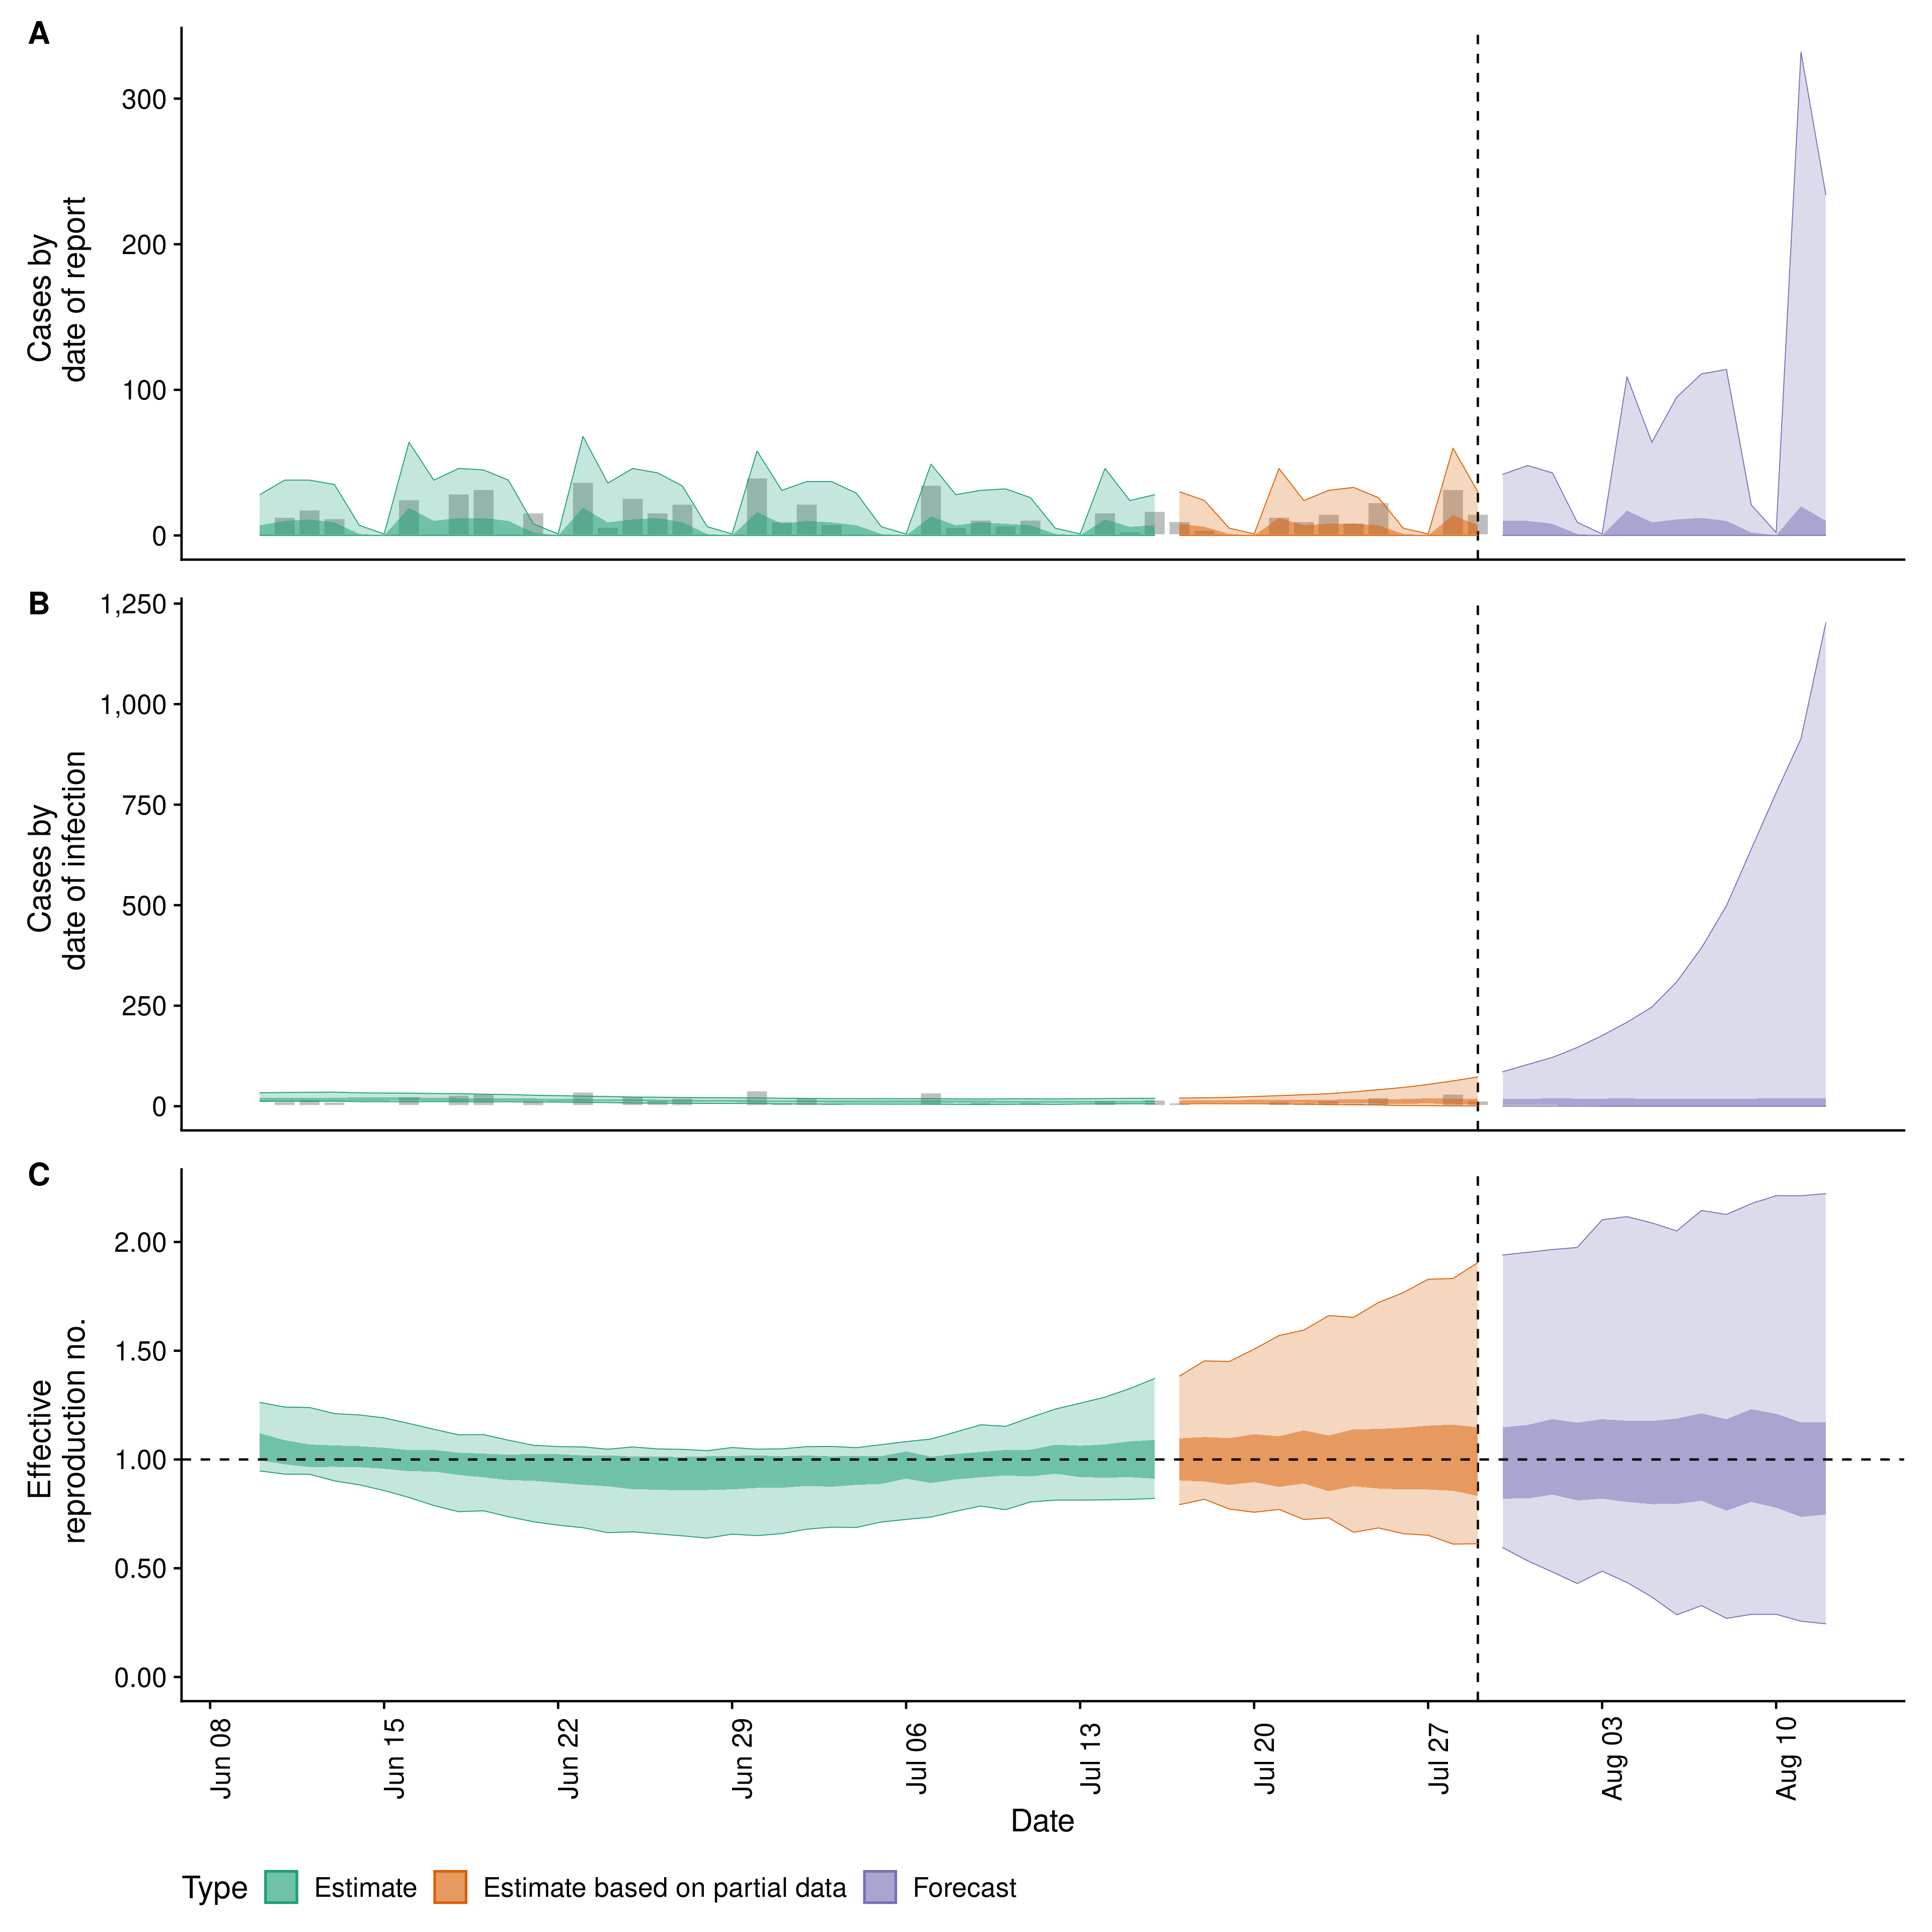 A
Cases by
date of report
300
200
100
0
B
Cases by
date of infection
1,250
1,000
750
500
250
0
C
Effective
reproduction no.
2.00
1.50
1.00
0.50
0.00
Jun 08
Jun 15
Jun 22
Jun 29
Jul 06
Jul 13
Jul 20
Jul 27
Aug 03
Aug 10
Date
Type Estimate Estimate based on partial data Forecast